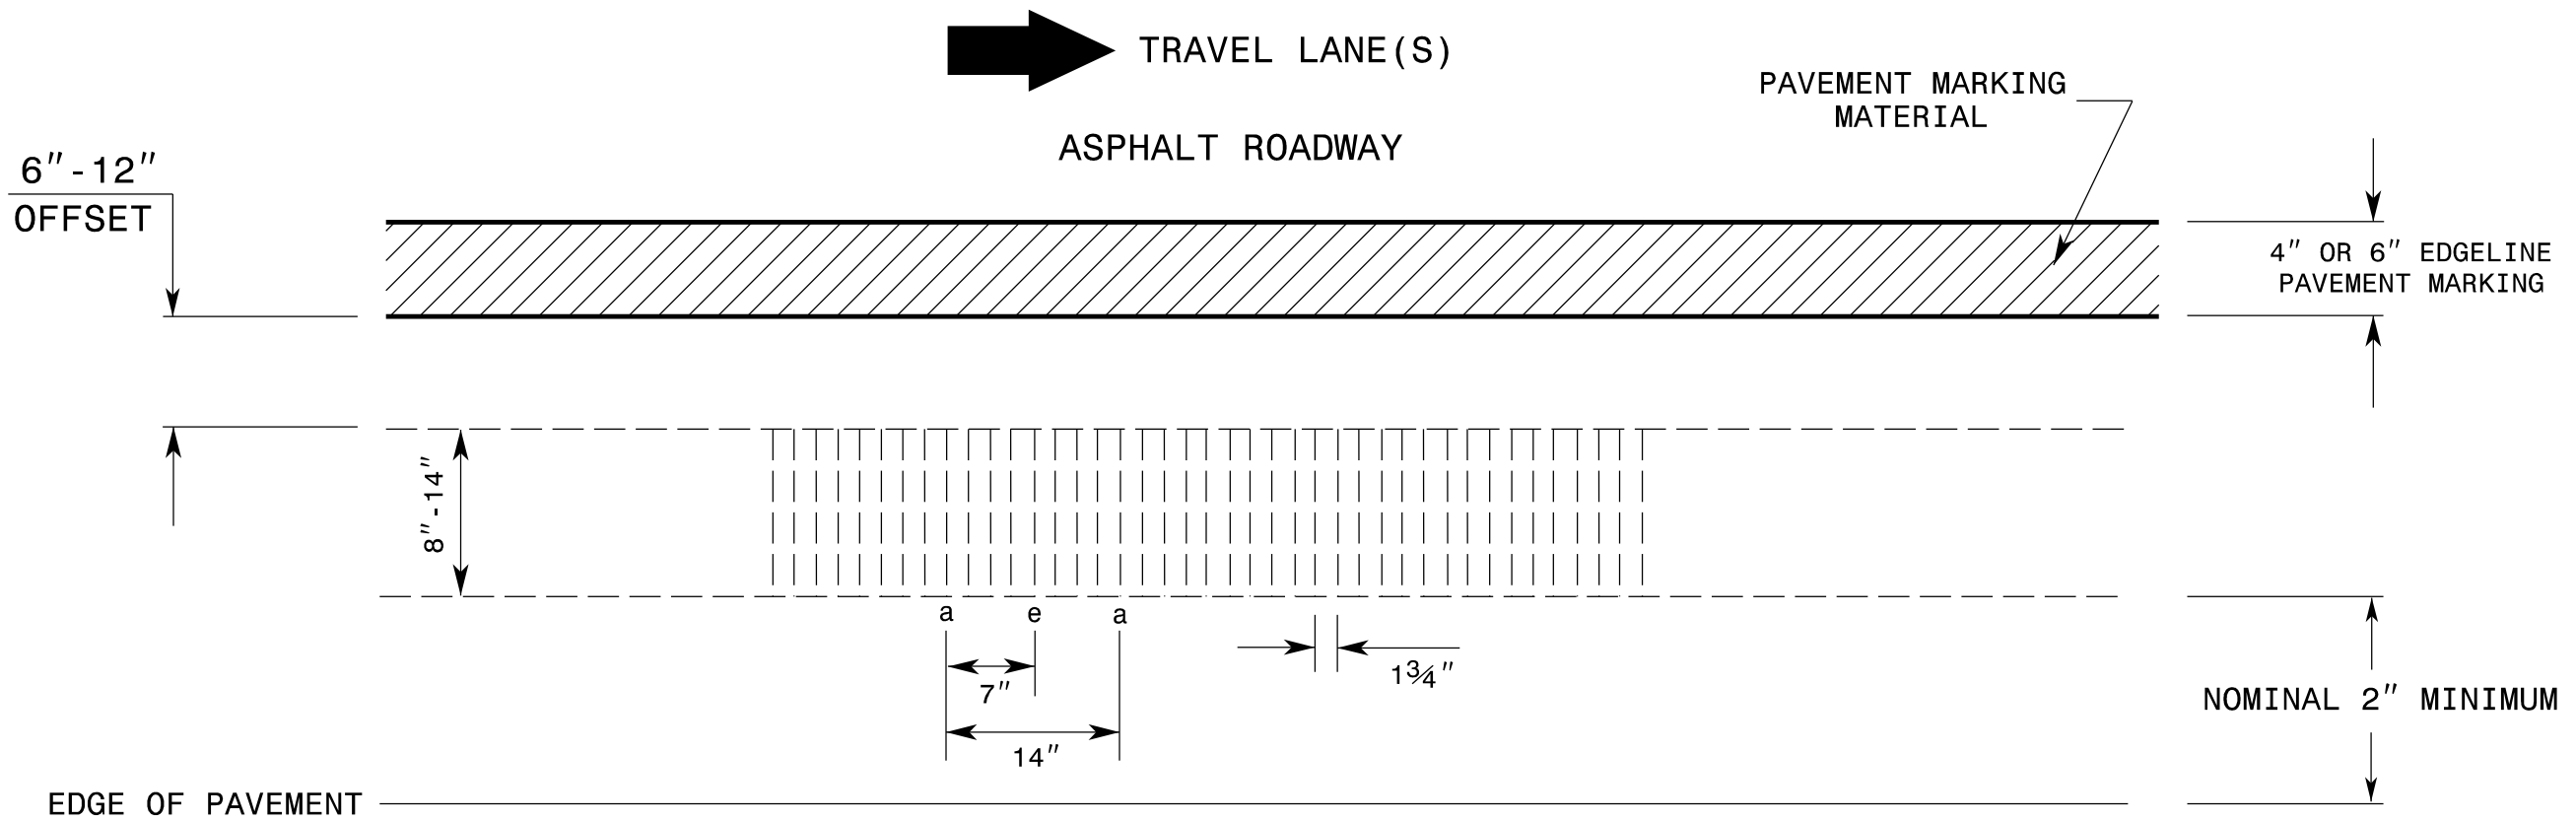 TRAVEL LANE(S)
PAVEMENT MARKING
MATERIAL
ASPHALT ROADWAY
6"-12"
OFFSET
4" OR 6" EDGELINE
PAVEMENT MARKING
8"-14"
a e a
7"
1¾"
14"
NOMINAL 2" MINIMUM
EDGE OF PAVEMENT